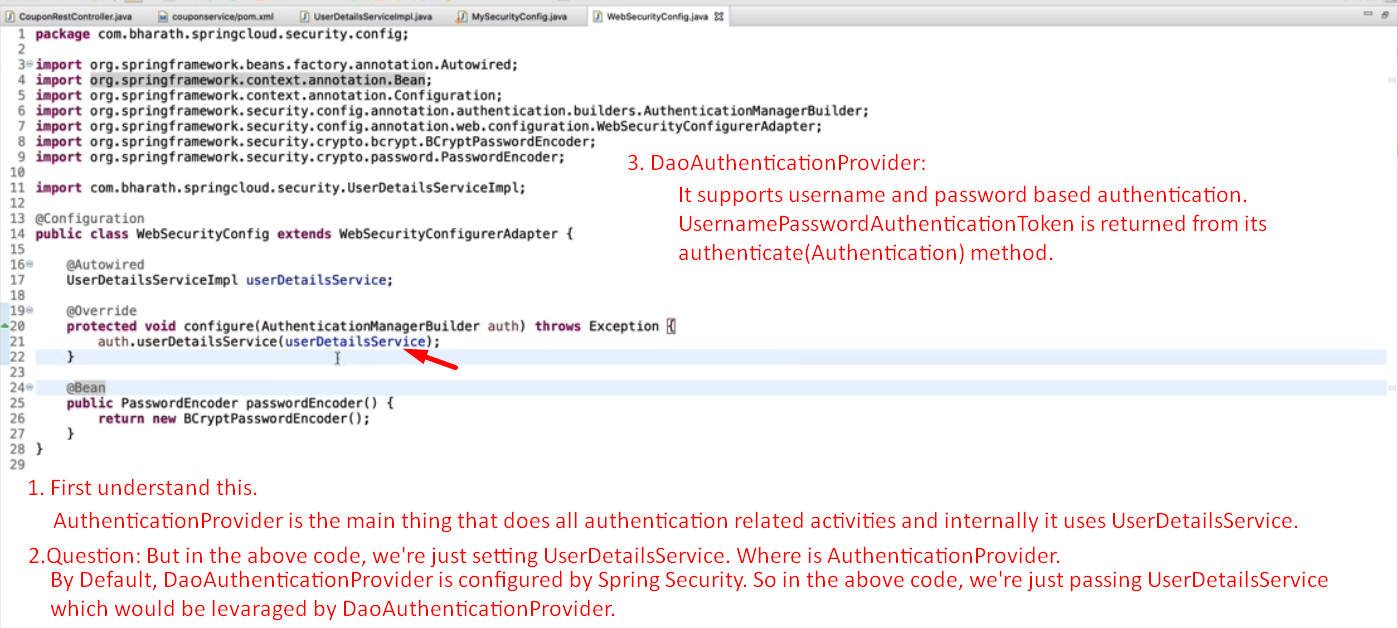 CouponRestController.java couponservice/pom.xml UserDetailsServiceImpl.java MySecurityConfig.java WebSecurityConfig.java
1 package com.bharath.springcloud.security.config;
2
3 import org.springframework.beans.factory.annotation.Autowired;
4 import org.springframework.context.annotation.Bean;
5 import org.springframework.context.annotation.Configuration;
6 import org.springframework.security.config.annotation.authentication.builders.AuthenticationManagerBuilder;
7 import org.springframework.security.config.annotation.web.configuration.WebSecurityConfigurerAdapter;
8 import org.springframework.security.crypto.bcrypt.BCryptPasswordEncoder;
9 import org.springframework.security.crypto.password.PasswordEncoder;
10
11 import com.bharath.springcloud.security.UserDetailsServiceImpl;
12
13 @Configuration
14 public class WebSecurityConfig extends WebSecurityConfigurerAdapter {
15
16 @Autowired
17 UserDetailsServiceImpl userDetailsService;
18
19 @Override
20 protected void configure(AuthenticationManagerBuilder auth) throws Exception {
21 auth.userDetailsService(userDetailsService);
22 }
23
24 @Bean
25 public PasswordEncoder passwordEncoder() {
26 return new BCryptPasswordEncoder();
27 }
28 }
29
3. DaoAuthenticationProvider:
It supports username and password based authentication.
UsernamePasswordAuthenticationToken is returned from its
authenticate(Authentication) method.
1. First understand this.
AuthenticationProvider is the main thing that does all authentication related activities and internally it uses UserDetailsService.
2.Question: But in the above code, we're just setting UserDetailsService. Where is AuthenticationProvider.
By Default, DaoAuthenticationProvider is configured by Spring Security. So in the above code, we're just passing UserDetailsService
which would be levaraged by DaoAuthenticationProvider.